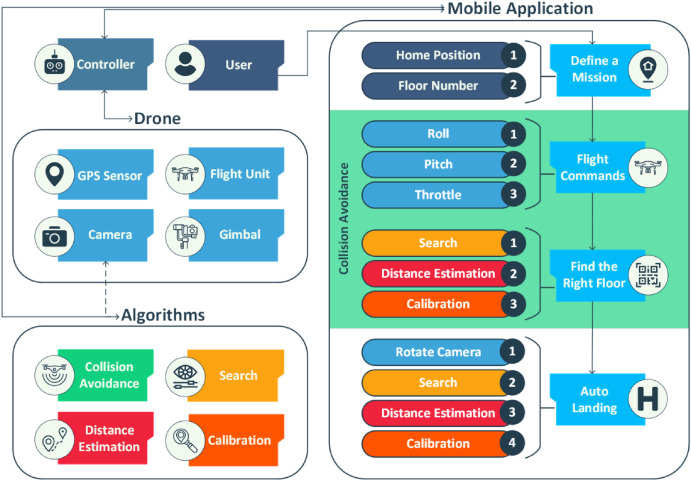 Mobile Application
Controller
User
Drone
GPS Sensor
Flight Unit
Camera
Gimbal
Algorithms
Collision
Avoidance
Search
Distance
Estimation
Calibration
Home Position 1
Floor Number 2
Define a
Mission
Collision Avoidance
Roll 1
Pitch 2
Throttle 3
Flight
Commands
Search 1
Distance Estimation 2
Calibration 3
Find the
Right Floor
Rotate Camera 1
Search 2
Distance Estimation 3
Calibration 4
Auto
Landing
H